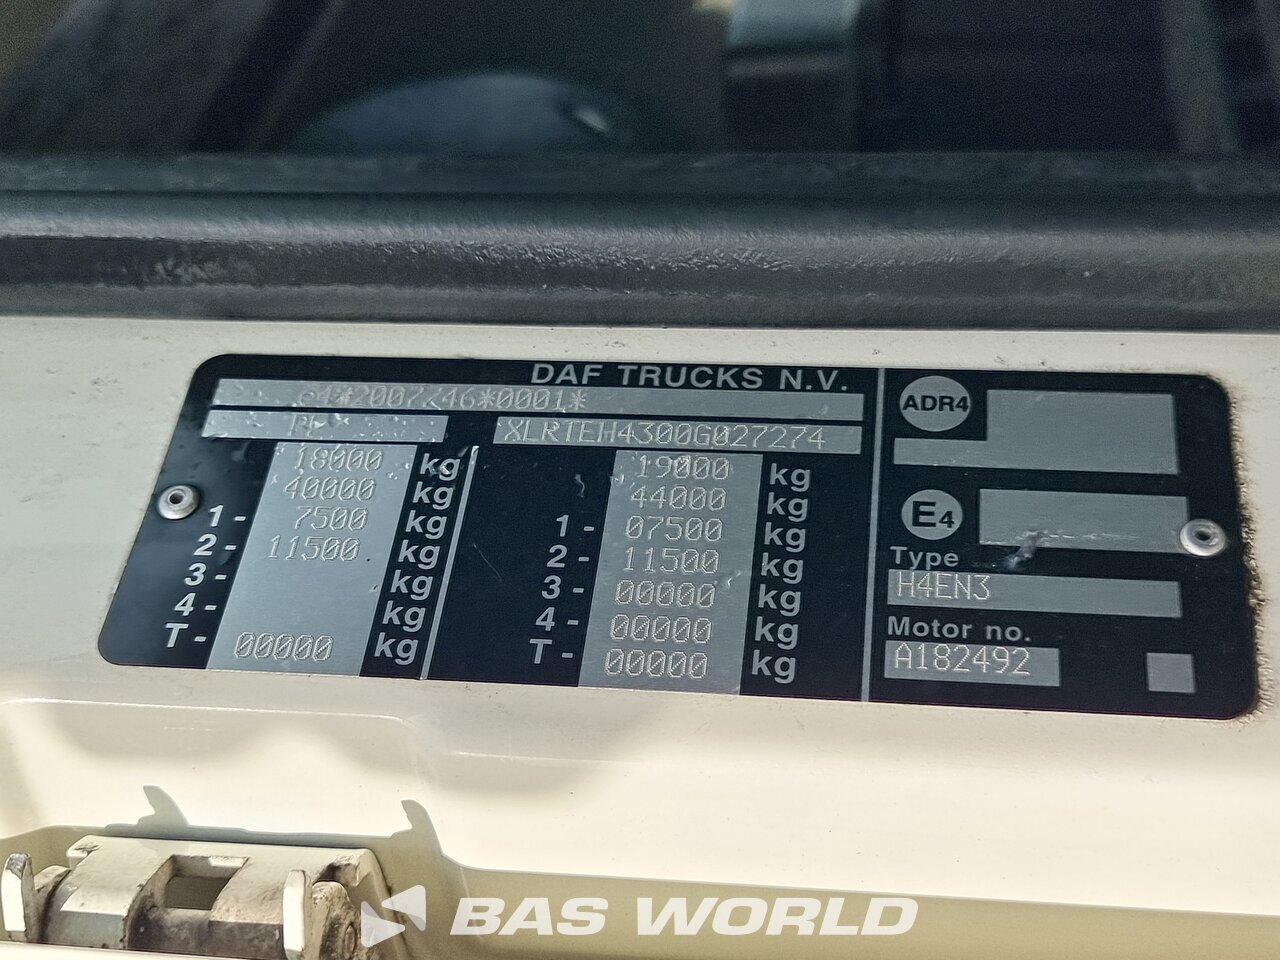 DAF TRUCKS N.V.
e4*2007/46*0001*
XLRTEH4300G027274
18000 kg
40000 kg
1- 7500 kg
2- 11500 kg
3- kg
4- kg
T- 00000 kg
19000 kg
44000 kg
1- 07500 kg
2- 11500 kg
3- 00000 kg
4- 00000 kg
T- 00000 kg
ADR4
E4
Type
H4EN3
Motor no.
A182492
BAS WORLD